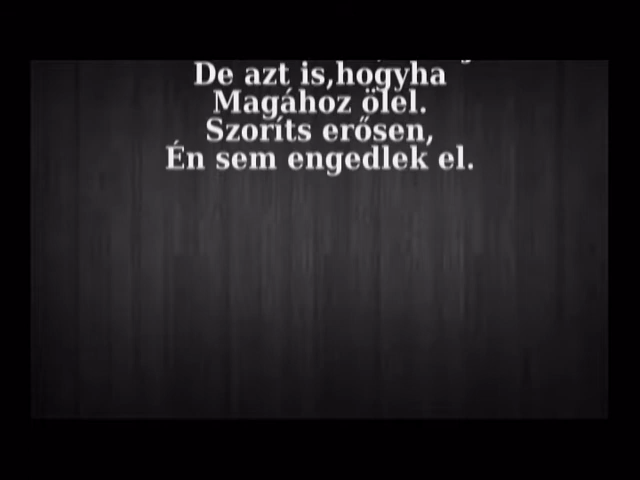 De azt is,hogyha
Magához ölel.
Szoríts erősen,
Én sem engedlek el.